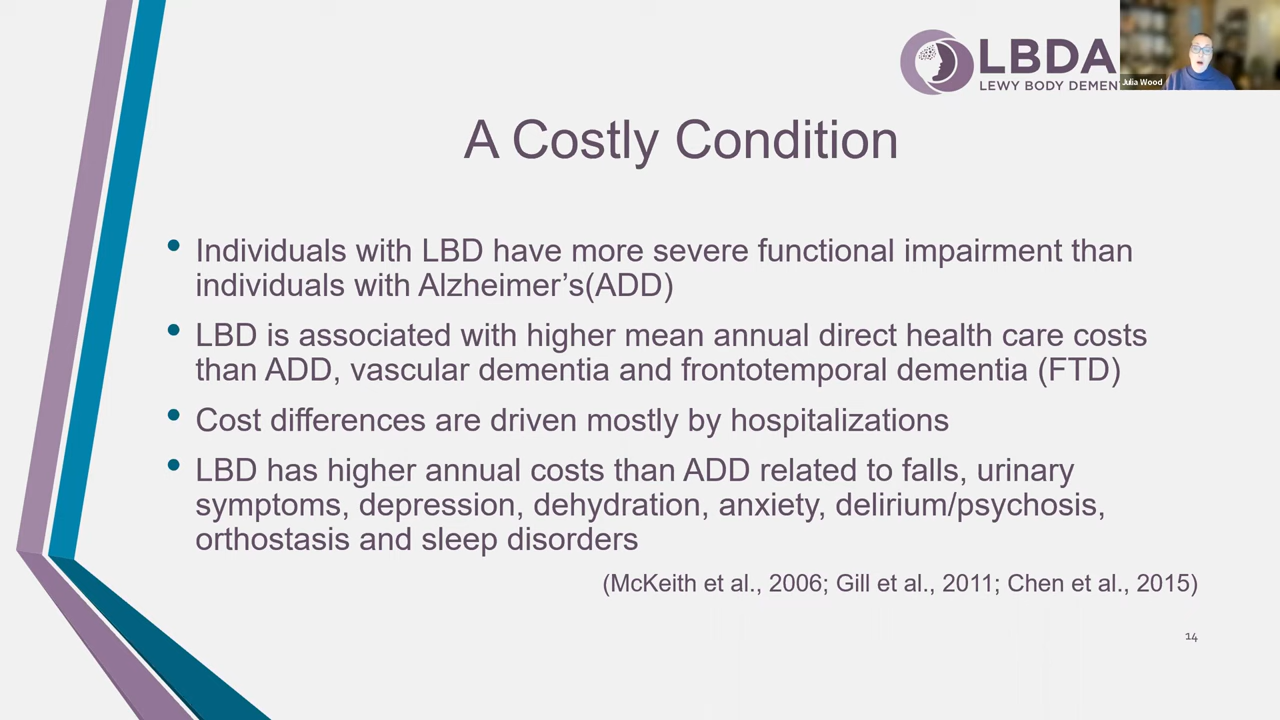 LBDA
LEWY BODY DEMEN
Julia Wood
A Costly Condition
• Individuals with LBD have more severe functional impairment than
individuals with Alzheimer’s(ADD)
• LBD is associated with higher mean annual direct health care costs
than ADD, vascular dementia and frontotemporal dementia (FTD)
• Cost differences are driven mostly by hospitalizations
• LBD has higher annual costs than ADD related to falls, urinary
symptoms, depression, dehydration, anxiety, delirium/psychosis,
orthostasis and sleep disorders
(McKeith et al., 2006; Gill et al., 2011; Chen et al., 2015)
14